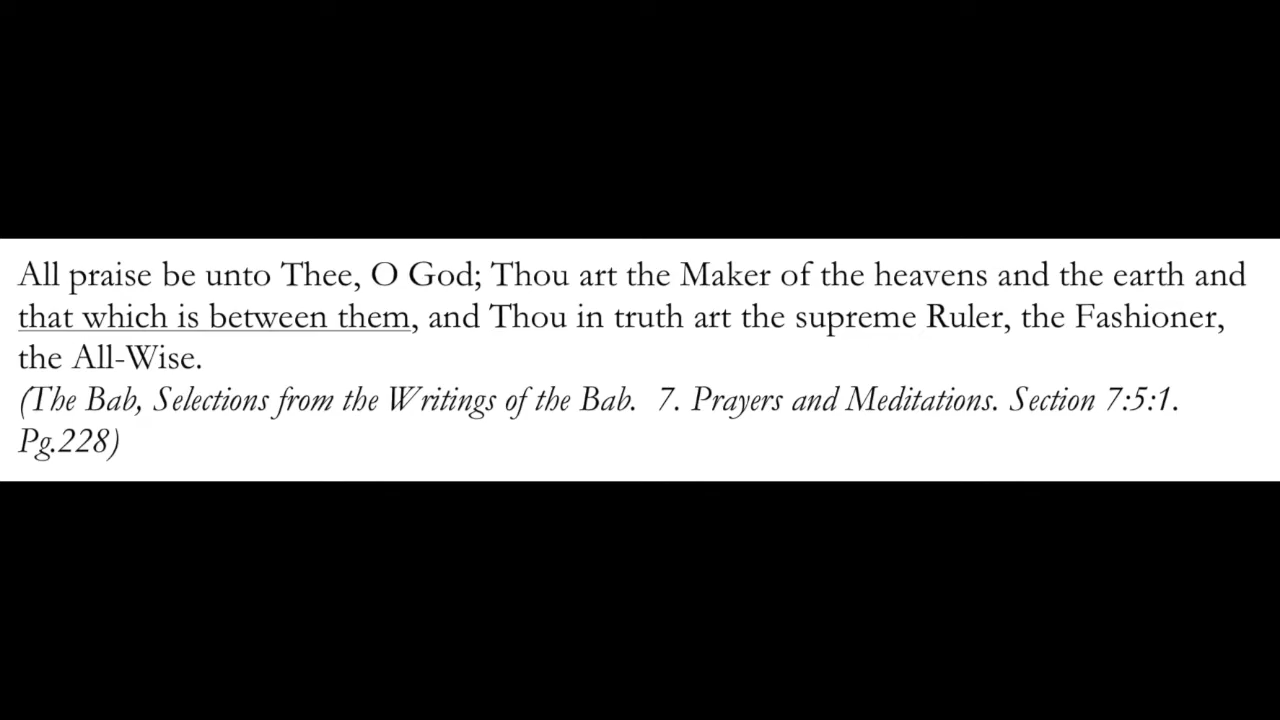 All praise be unto Thee, O God; Thou art the Maker of the heavens and the earth and
that which is between them, and Thou in truth art the supreme Ruler, the Fashioner,
the All-Wise.
(The Bab, Selections from the Writings of the Bab.  7. Prayers and Meditations. Section 7:5:1.
Pg.228)